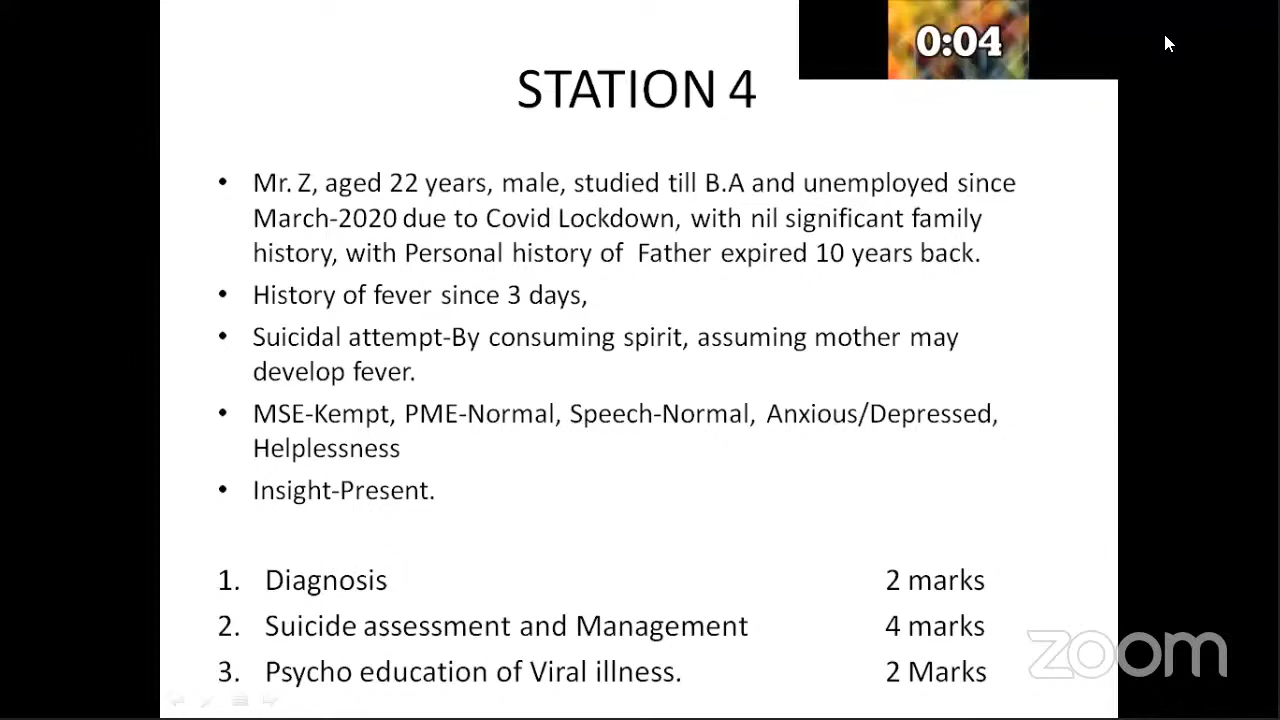 0:04
STATION 4
• Mr. Z, aged 22 years, male, studied till B.A and unemployed since
March-2020 due to Covid Lockdown, with nil significant family
history, with Personal history of Father expired 10 years back.
• History of fever since 3 days,
• Suicidal attempt-By consuming spirit, assuming mother may
develop fever.
• MSE-Kempt, PME-Normal, Speech-Normal, Anxious/Depressed,
Helplessness
• Insight-Present.
1. Diagnosis 2 marks
2. Suicide assessment and Management 4 marks
3. Psycho education of Viral illness. 2 Marks
zoom